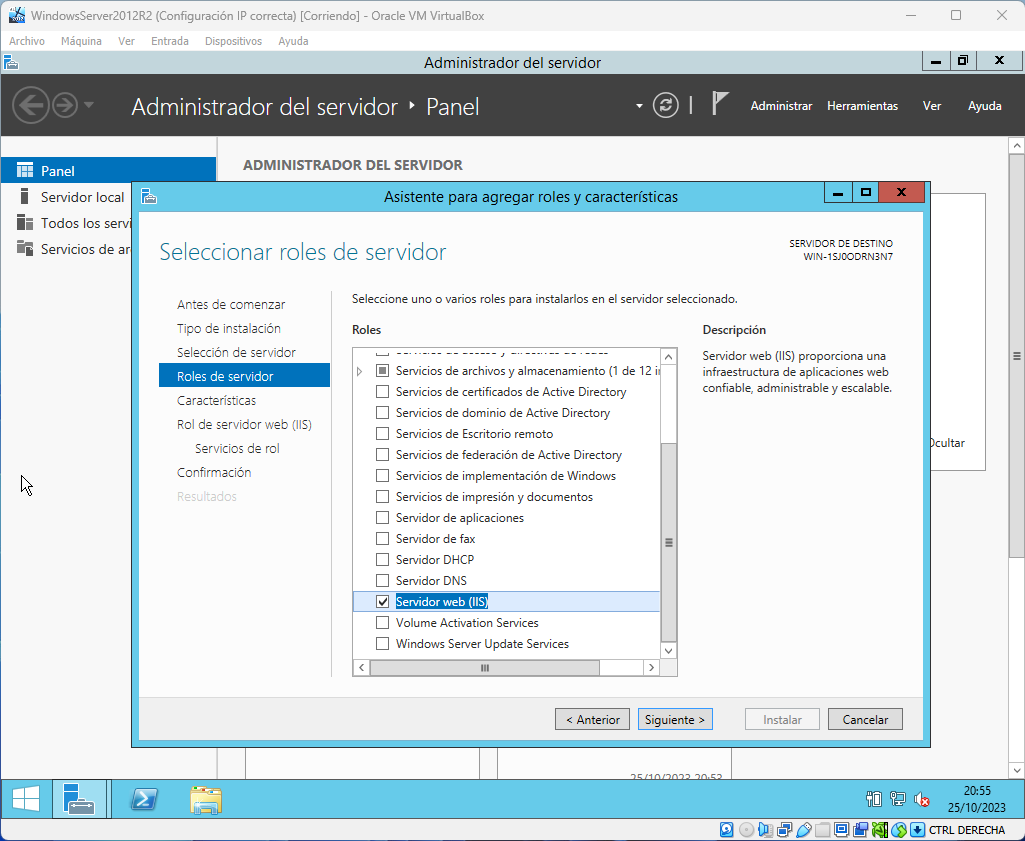 WindowsServer2012R2 (Configuración IP correcta) [Corriendo] - Oracle VM VirtualBox
Archivo Máquina Ver Entrada Dispositivos Ayuda
Administrador del servidor
Administrador del servidor Panel
Administrar Herramientas Ver Ayuda
Panel
Servidor local
Todos los servi
Servicios de ar
ADMINISTRADOR DEL SERVIDOR
Asistente para agregar roles y características
Seleccionar roles de servidor
SERVIDOR DE DESTINO
WIN-1SJ0ODRN3N7
Antes de comenzar
Tipo de instalación
Selección de servidor
Roles de servidor
Características
Rol de servidor web (IIS)
Servicios de rol
Confirmación
Resultados
Seleccione uno o varios roles para instalarlos en el servidor seleccionado.
Roles
Servicios de acceso y directivas de redes
Servicios de archivos y almacenamiento (1 de 12 i
Servicios de certificados de Active Directory
Servicios de dominio de Active Directory
Servicios de Escritorio remoto
Servicios de federación de Active Directory
Servicios de implementación de Windows
Servicios de impresión y documentos
Servidor de aplicaciones
Servidor de fax
Servidor DHCP
Servidor DNS
Servidor web (IIS)
Volume Activation Services
Windows Server Update Services
Descripción
Servidor web (IIS) proporciona una
infraestructura de aplicaciones web
confiable, administrable y escalable.
Ocultar
< Anterior Siguiente > Instalar Cancelar
25/10/2023 20:53
20:55
25/10/2023
CTRL DERECHA